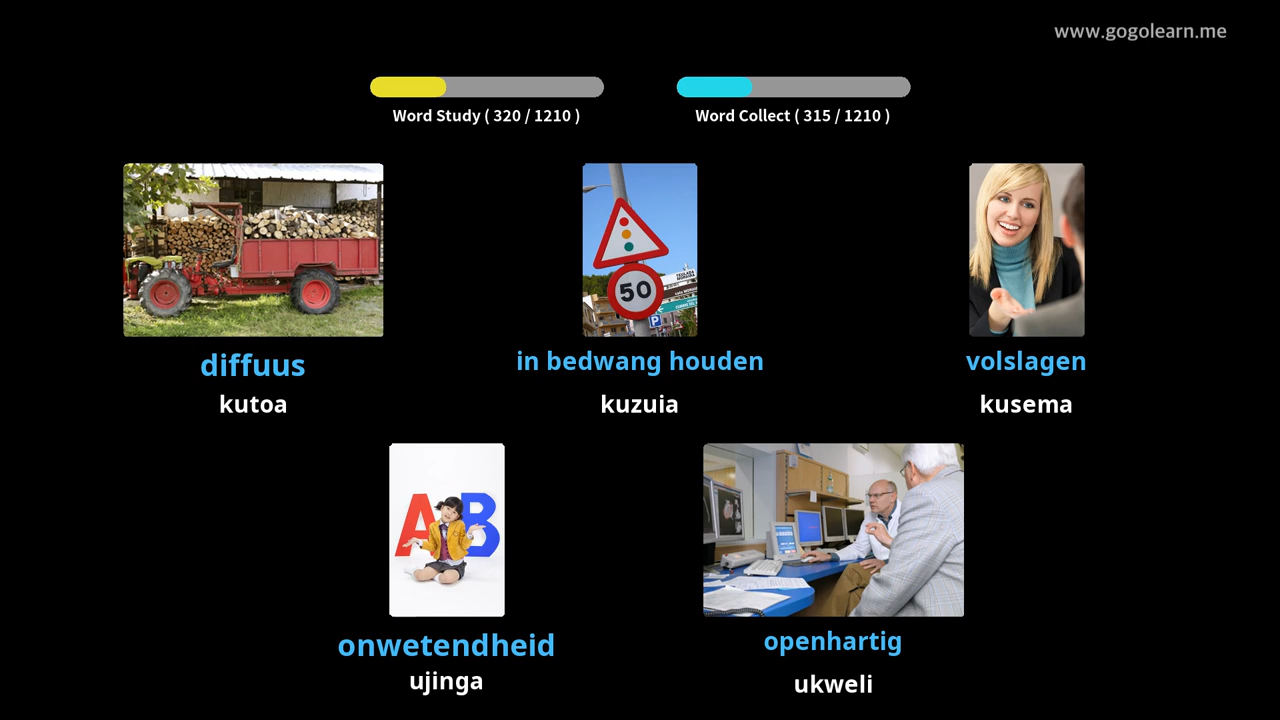 www.gogolearn.me
Word Study ( 320 / 1210 )
Word Collect ( 315 / 1210 )
50
P
A B
diffuus
in bedwang houden
volslagen
kutoa
kuzuia
kusema
onwetendheid
openhartig
ujinga
ukweli